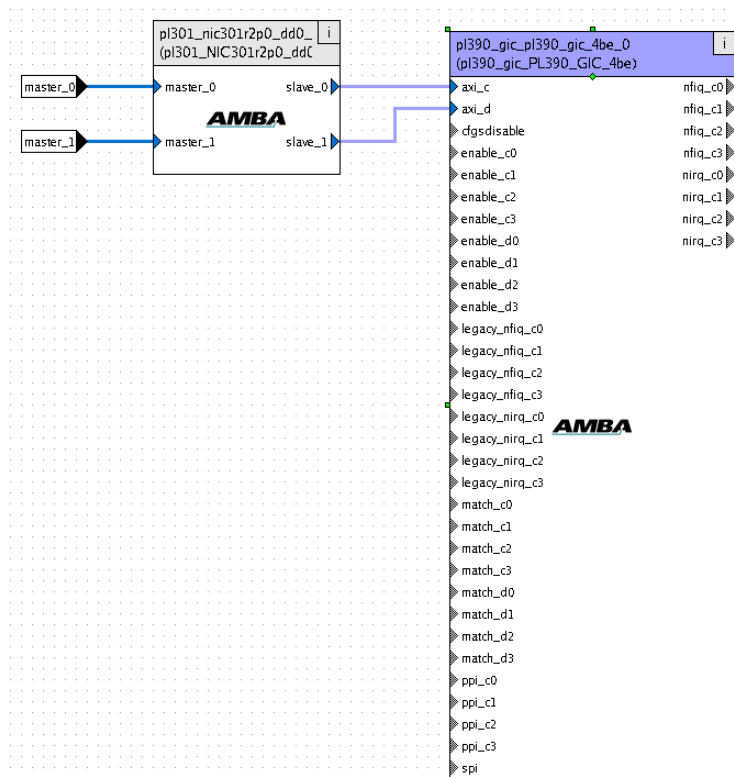 pl301_nic301r2p0_dd0_ i
(pl301_NIC301r2p0_dd0
master_0
master_0 slave_0
AMBA
master_1
master_1 slave_1
pl390_gic_pl390_gic_4be_0 i
(pl390_gic_PL390_GIC_4be)
axi_c nfiq_c0
axi_d nfiq_c1
cfgsdisable nfiq_c2
enable_c0 nfiq_c3
enable_c1 nirq_c0
enable_c2 nirq_c1
enable_c3 nirq_c2
enable_d0 nirq_c3
enable_d1
enable_d2
enable_d3
legacy_nfiq_c0
legacy_nfiq_c1
legacy_nfiq_c2
legacy_nfiq_c3
legacy_nirq_c0
AMBA
legacy_nirq_c1
legacy_nirq_c2
legacy_nirq_c3
match_c0
match_c1
match_c2
match_c3
match_d0
match_d1
match_d2
match_d3
ppi_c0
ppi_c1
ppi_c2
ppi_c3
spi